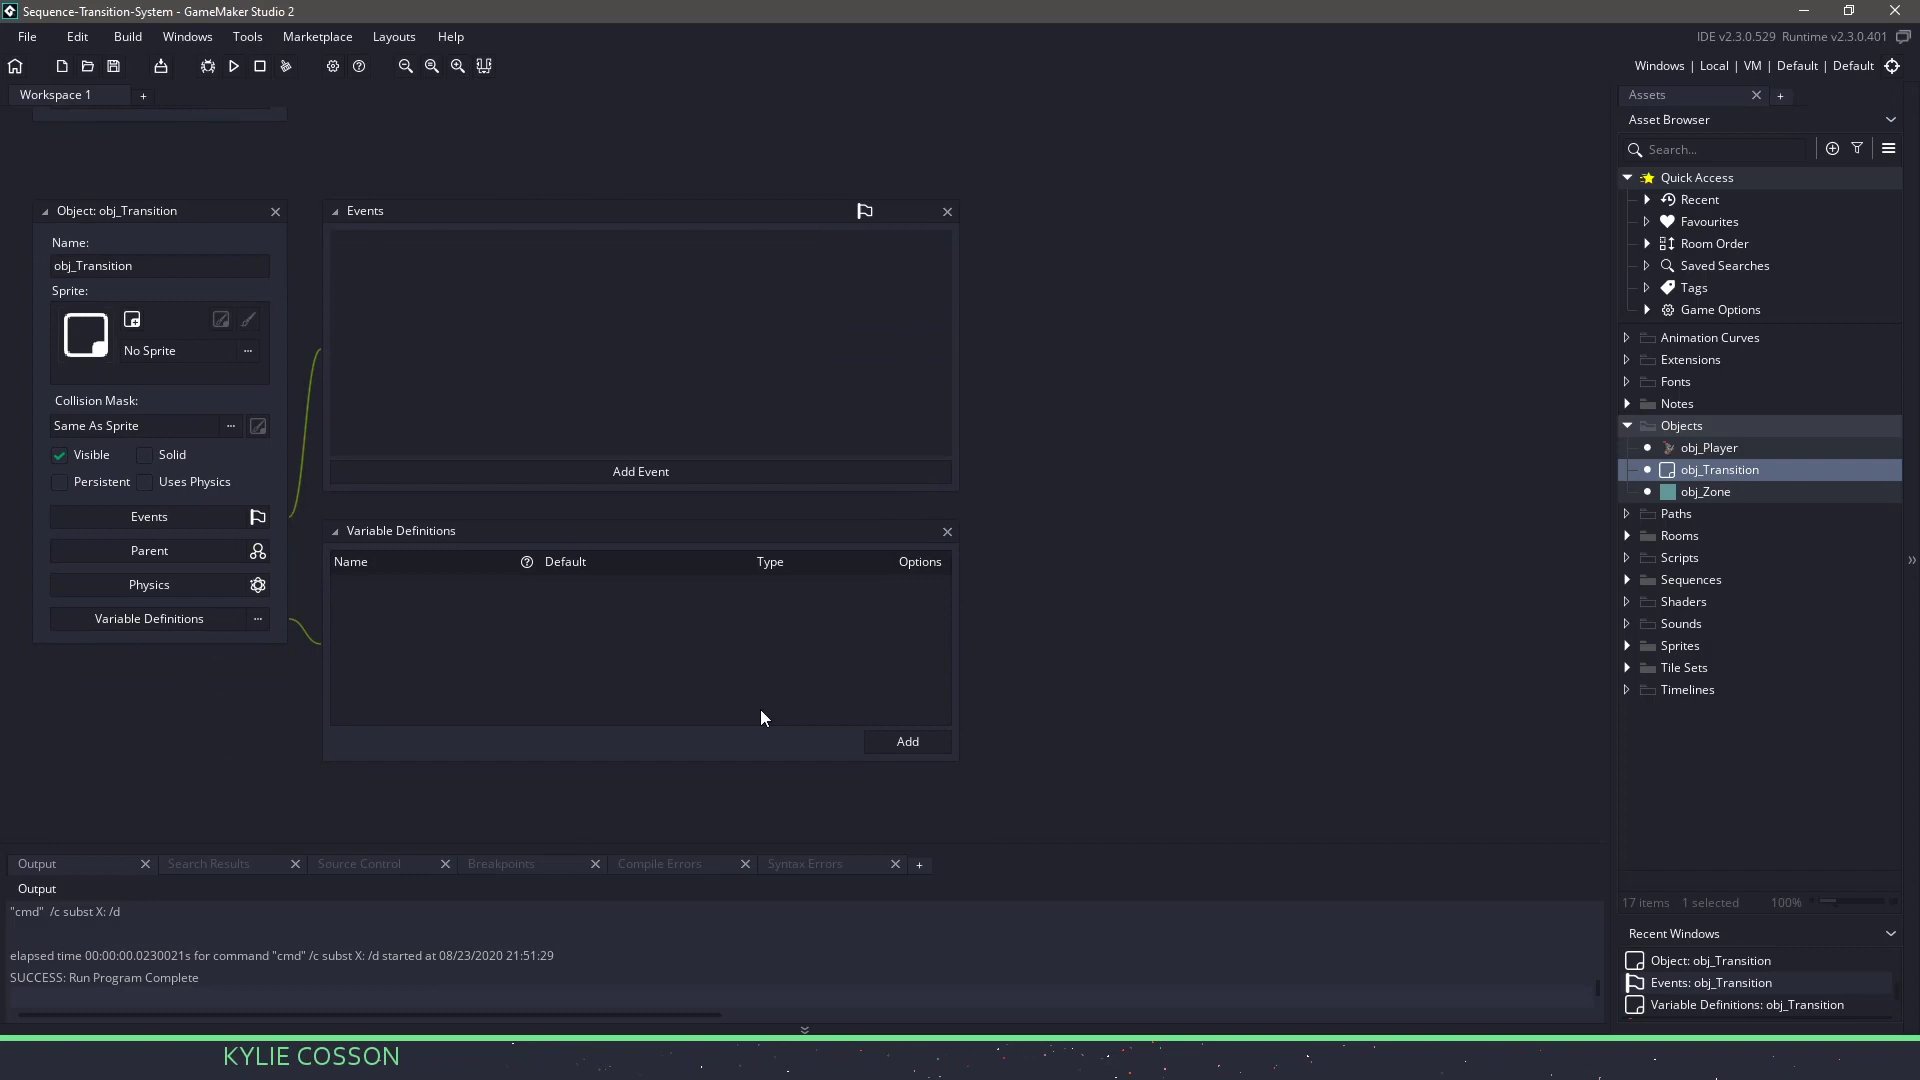 Sequence-Transition-System - GameMaker Studio 2
File Edit Build Windows Tools Marketplace Layouts Help
IDE v2.3.0.529 Runtime v2.3.0.401
Windows | Local | VM | Default | Default
Workspace 1 +
Assets
Asset Browser
Search...
Quick Access
Recent
Favourites
Room Order
Saved Searches
Tags
Game Options
Animation Curves
Extensions
Fonts
Notes
Objects
obj_Player
obj_Transition
obj_Zone
Paths
Rooms
Scripts
Sequences
Shaders
Sounds
Sprites
Tile Sets
Timelines
17 items 1 selected 100%
Recent Windows
Object: obj_Transition
Events: obj_Transition
Variable Definitions: obj_Transition
Object: obj_Transition
Name:
obj_Transition
Sprite:
No Sprite
Collision Mask:
Same As Sprite
Visible Solid
Persistent Uses Physics
Events
Parent
Physics
Variable Definitions
Events
Add Event
Variable Definitions
Name Default Type Options
Add
Output Search Results Source Control Breakpoints Compile Errors Syntax Errors
Output
"cmd" /c subst X: /d
elapsed time 00:00:00.0230021s for command "cmd" /c subst X: /d started at 08/23/2020 21:51:29
SUCCESS: Run Program Complete
KYLIE COSSON